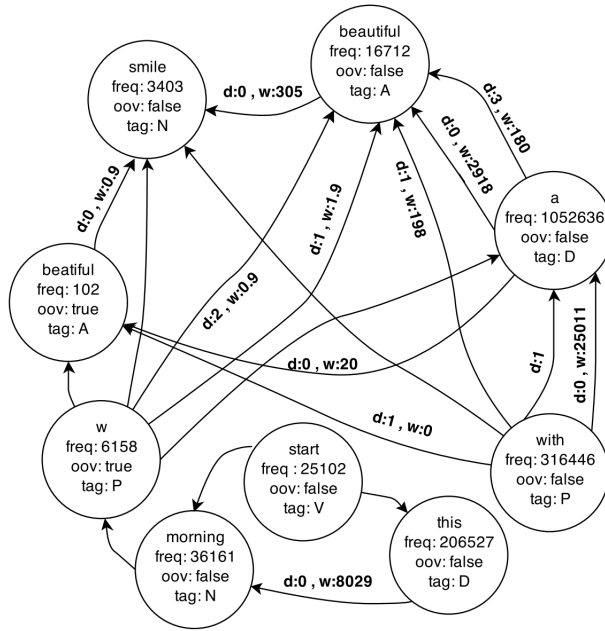 beautiful
freq: 16712
oov: false
tag: A
smile
freq: 3403
oov: false
tag: N
d:0 , w:305
d:3 , w:180
d:0 , w:2918
d:1 , w:198
d:1 , w:1.9
d:0 , w:0.9
a
freq: 1052636
oov: false
tag: D
beatiful
freq: 102
oov: true
tag: A
d:2 , w:0.9
d:0 , w:20
d:1
d:0 , w:25011
d:1 , w:0
w
freq: 6158
oov: true
tag: P
start
freq : 25102
oov: false
tag: V
with
freq: 316446
oov: false
tag: P
this
freq: 206527
oov: false
tag: D
morning
freq: 36161
oov: false
tag: N
d:0 , w:8029